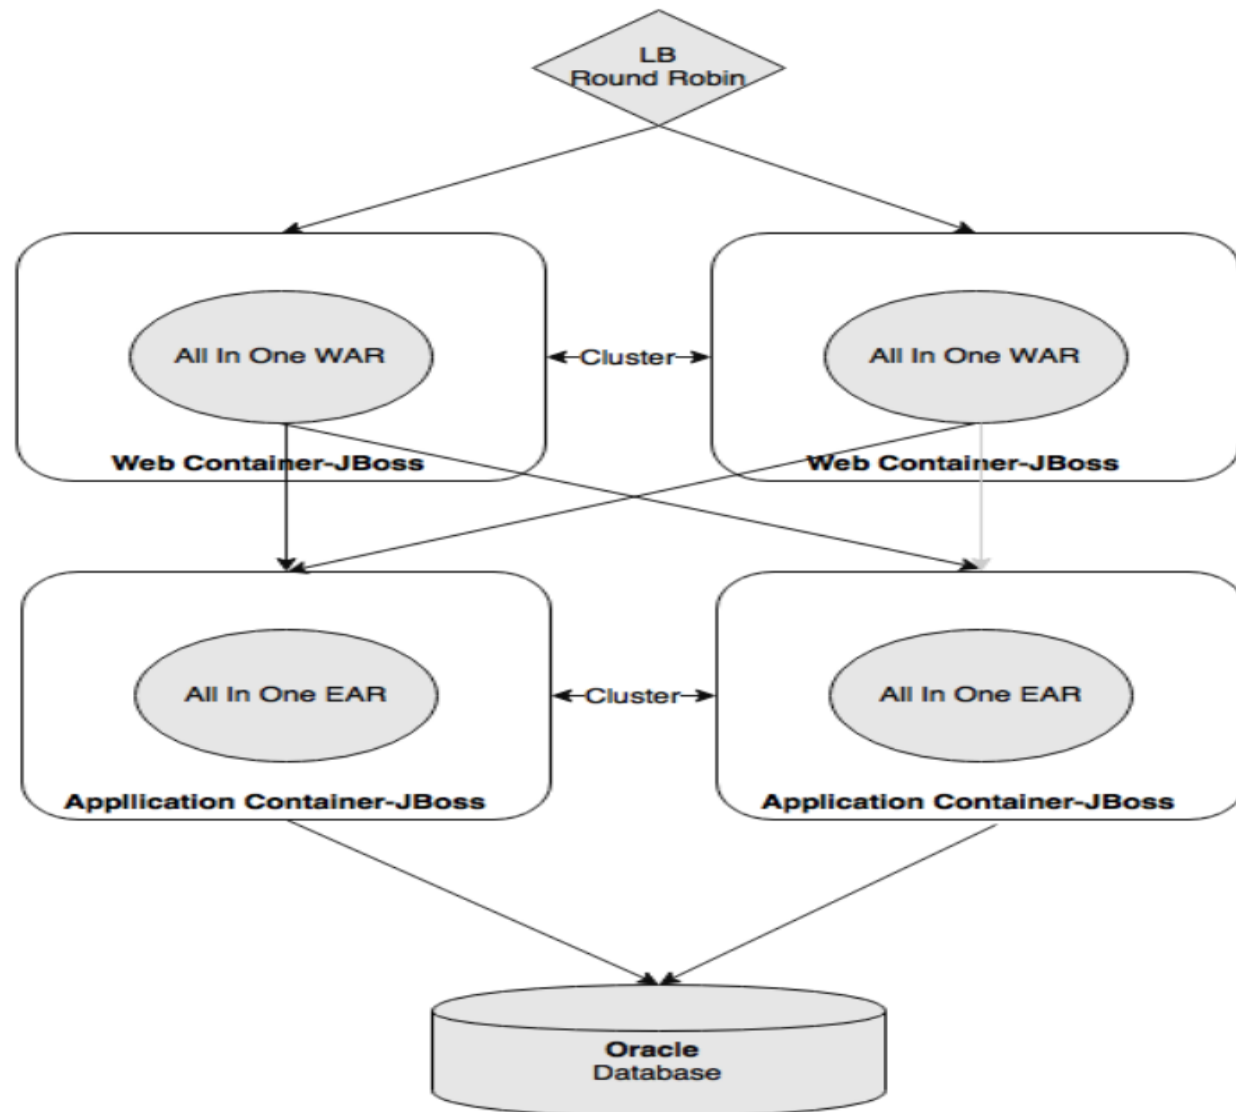 LB
Round Robin
All In One WAR
All In One WAR
Cluster
Web Container-JBoss
Web Container-JBoss
All In One EAR
All In One EAR
Cluster
Appllication Container-JBoss
Application Container-JBoss
Oracle
Database